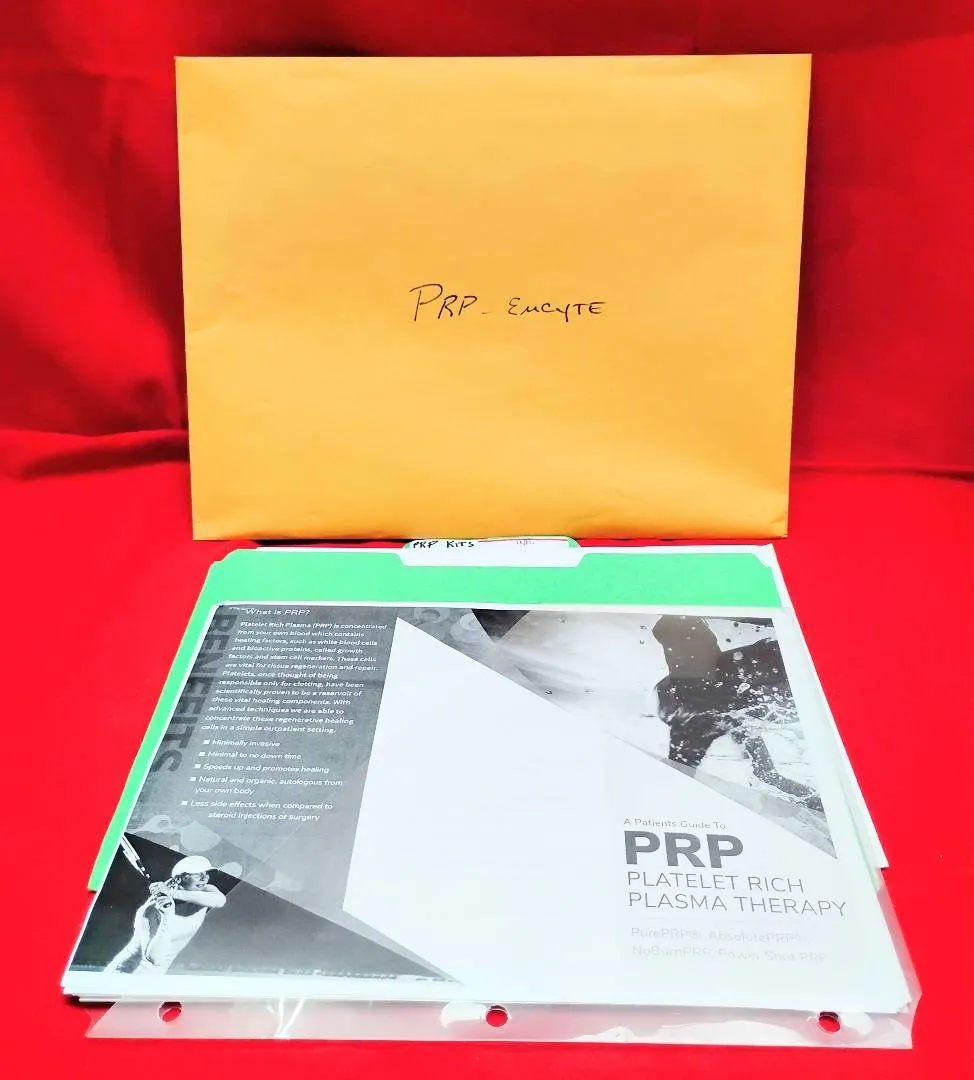 PRP - EMCYTE
PRP KITS
What is PRP?
Platelet Rich Plasma (PRP) is concentrated
from your own blood which contains
healing factors, such as white blood cells
and bioactive proteins, called growth
factors and stem cell markers. These cells
are vital for tissue regeneration and repair.
Platelets, once thought of being
responsible only for clotting, have been
scientifically proven to be a reservoir of
these vital healing components. With
advanced techniques we are able to
concentrate these regenerative healing
cells in a simple outpatient setting.
■ Minimally invasive
■ Minimal to no down time
■ Speeds up and promotes healing
■ Natural and organic, autologous from
your own body
■ Less side effects when compared to
steroid injections or surgery
BENEFITS
A Patients Guide To
PRP
PLATELET RICH
PLASMA THERAPY
PurePRP®, AbsolutePRP®,
NoBurnPRP, Power Shot PRP